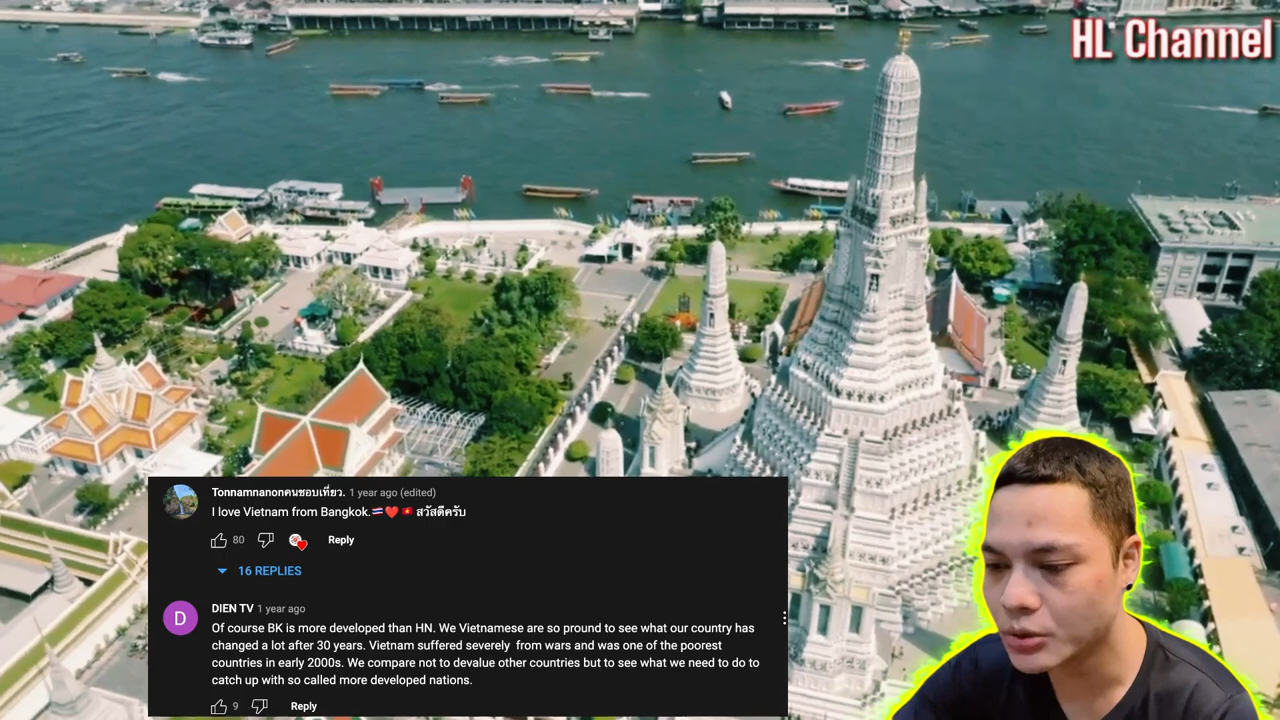 HL Channel
Tonnamnanonคนชอบเที่ยว. 1 year ago (edited)
I love Vietnam from Bangkok.🇹🇭❤️🇻🇳 สวัสดีครับ
80 Reply
16 REPLIES
D
DIEN TV 1 year ago
Of course BK is more developed than HN. We Vietnamese are so pround to see what our country has
changed a lot after 30 years. Vietnam suffered severely from wars and was one of the poorest
countries in early 2000s. We compare not to devalue other countries but to see what we need to do to
catch up with so called more developed nations.
9 Reply